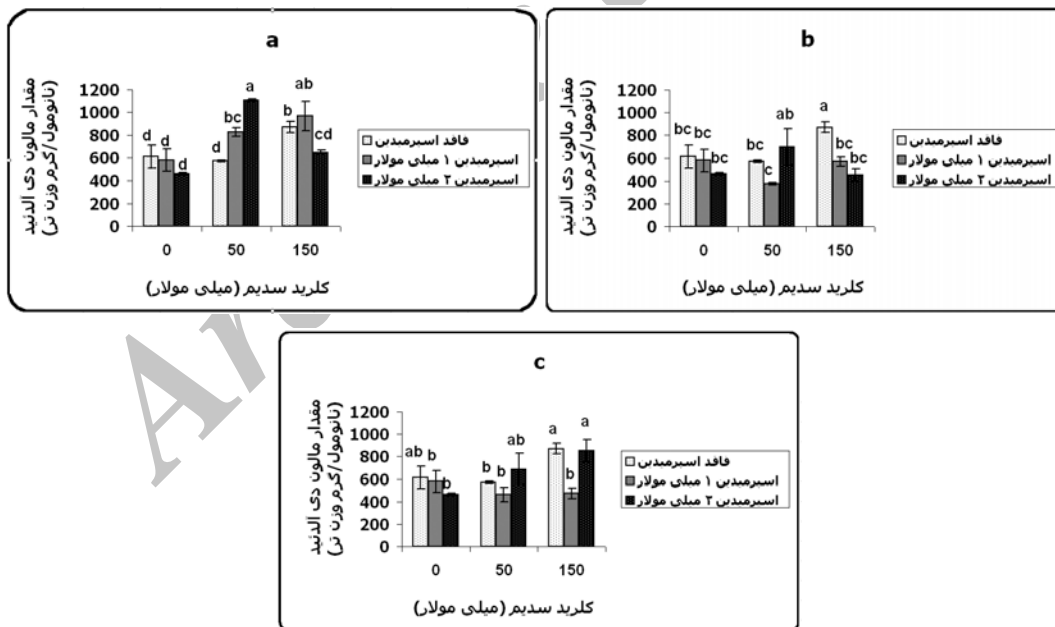 a
مقدار مالون دی آلدئید
(نانومول/گرم وزن تر)
1200
1000
800
600
400
200
0
d d d
d bc a
b ab cd
0 50 150
کلرید سدیم (میلی مولار)
فاقد اسپرمیدین
اسپرمیدین ۱ میلی مولار
اسپرمیدین ۲ میلی مولار
b
مقدار مالون دی آلدئید
(نانومول/گرم وزن تر)
1200
1000
800
600
400
200
0
bc bc bc
bc c ab
a bc bc
0 50 150
کلرید سدیم (میلی مولار)
فاقد اسپرمیدین
اسپرمیدین ۱ میلی مولار
اسپرمیدین ۲ میلی مولار
c
مقدار مالون دی آلدئید
(نانومول/گرم وزن تر)
1200
1000
800
600
400
200
0
ab b b
b b ab
a b a
0 50 150
کلرید سدیم (میلی مولار)
فاقد اسپرمیدین
اسپرمیدین ۱ میلی مولار
اسپرمیدین ۲ میلی مولار